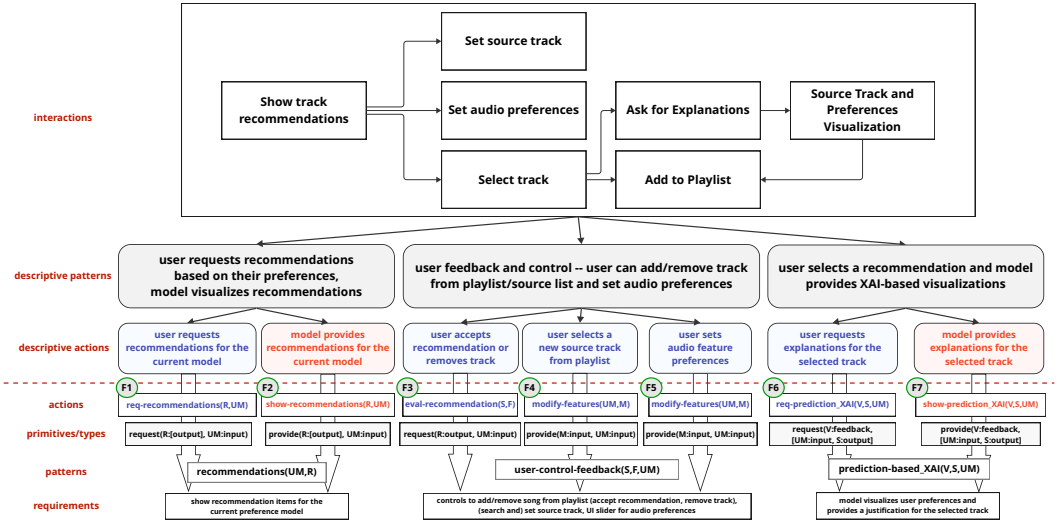 Set source track
interactions
Show track
recommendations
Set audio preferences
Ask for Explanations
Source Track and
Preferences
Visualization
Select track
Add to Playlist
descriptive patterns
user requests recommendations
based on their preferences,
model visualizes recommendations
user feedback and control -- user can add/remove track
from playlist/source list and set audio preferences
user selects a recommendation and model
provides XAI-based visualizations
descriptive actions
user requests
recommendations for the
current model
model provides
recommendations for the
current model
user accepts
recommendation or
removes track
user selects a
new source track
from playlist
user sets
audio feature
preferences
user requests
explanations for the
selected track
model provides
explanations for the
selected track
F1
F2
F3
F4
F5
F6
F7
actions
req-recommendations(R,UM)
show-recommendations(R,UM)
eval-recommendation(S,F)
modify-features(UM,M)
modify-features(UM,M)
req-prediction_XAI(V,S,UM)
show-prediction_XAI(V,S,UM)
primitives/types
request(R:[output], UM:input)
provide(R:[output], UM:input)
request(R:output, UM:input)
provide(M:input, UM:input)
provide(M:input, UM:input)
request(V:feedback,
[UM:input, S:output]
provide(V:feedback,
[UM:input, S:output]
patterns
recommendations(UM,R)
user-control-feedback(S,F,UM)
prediction-based_XAI(V,S,UM)
requirements
show recommendation items for the
current preference model
controls to add/remove song from playlist (accept recommendation, remove track),
(search and) set source track, UI slider for audio preferences
model visualizes user preferences and
provides a justification for the selected track